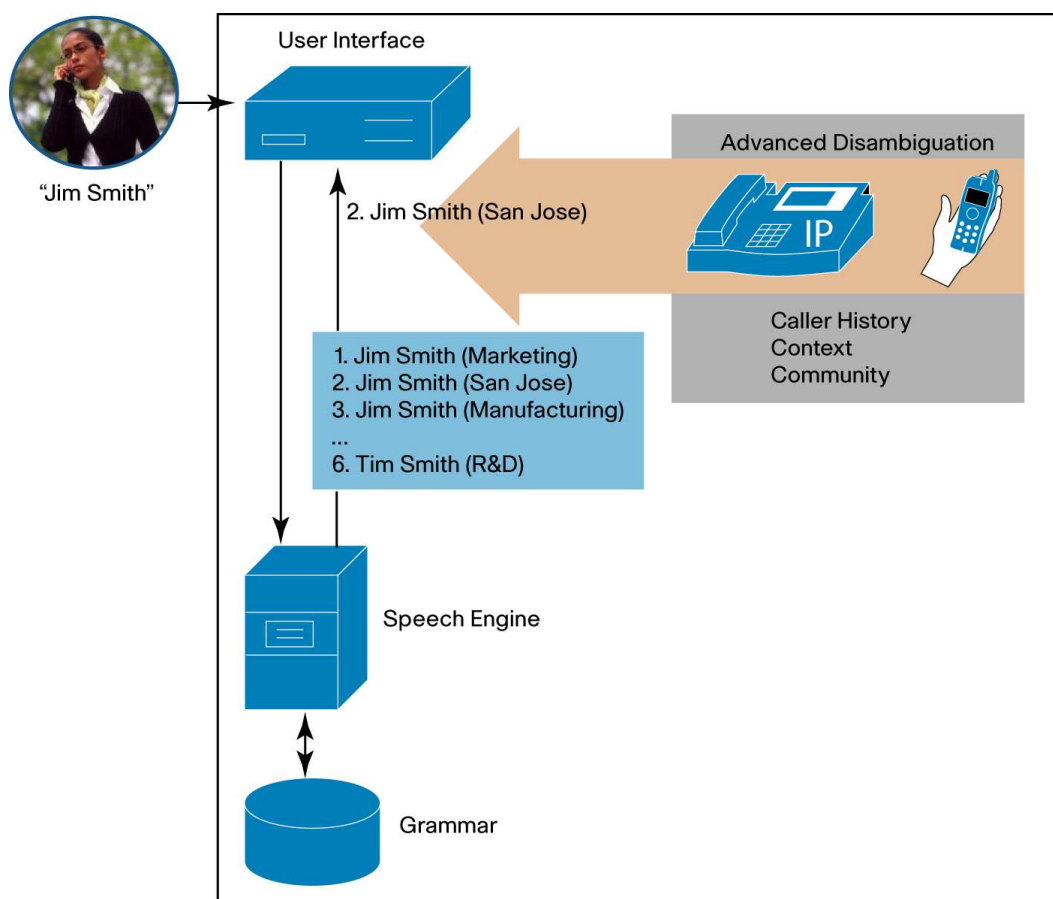 User Interface
"Jim Smith"
Advanced Disambiguation
2. Jim Smith (San Jose)
IP
Caller History
Context
Community
1. Jim Smith (Marketing)
2. Jim Smith (San Jose)
3. Jim Smith (Manufacturing)
...
6. Tim Smith (R&D)
Speech Engine
Grammar